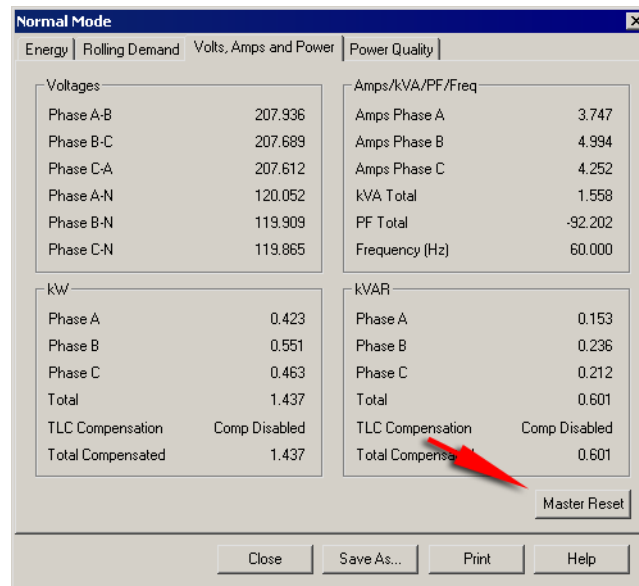 Normal Mode
Energy Rolling Demand Volts, Amps and Power Power Quality
Voltages
Phase A-B 207.936
Phase B-C 207.689
Phase C-A 207.612
Phase A-N 120.052
Phase B-N 119.909
Phase C-N 119.865
Amps/kVA/PF/Freq
Amps Phase A 3.747
Amps Phase B 4.994
Amps Phase C 4.252
kVA Total 1.558
PF Total -92.202
Frequency (Hz) 60.000
kW
Phase A 0.423
Phase B 0.551
Phase C 0.463
Total 1.437
TLC Compensation Comp Disabled
Total Compensated 1.437
kVAR
Phase A 0.153
Phase B 0.236
Phase C 0.212
Total 0.601
TLC Compensation Comp Disabled
Total Compensated 0.601
Master Reset
Close Save As... Print Help